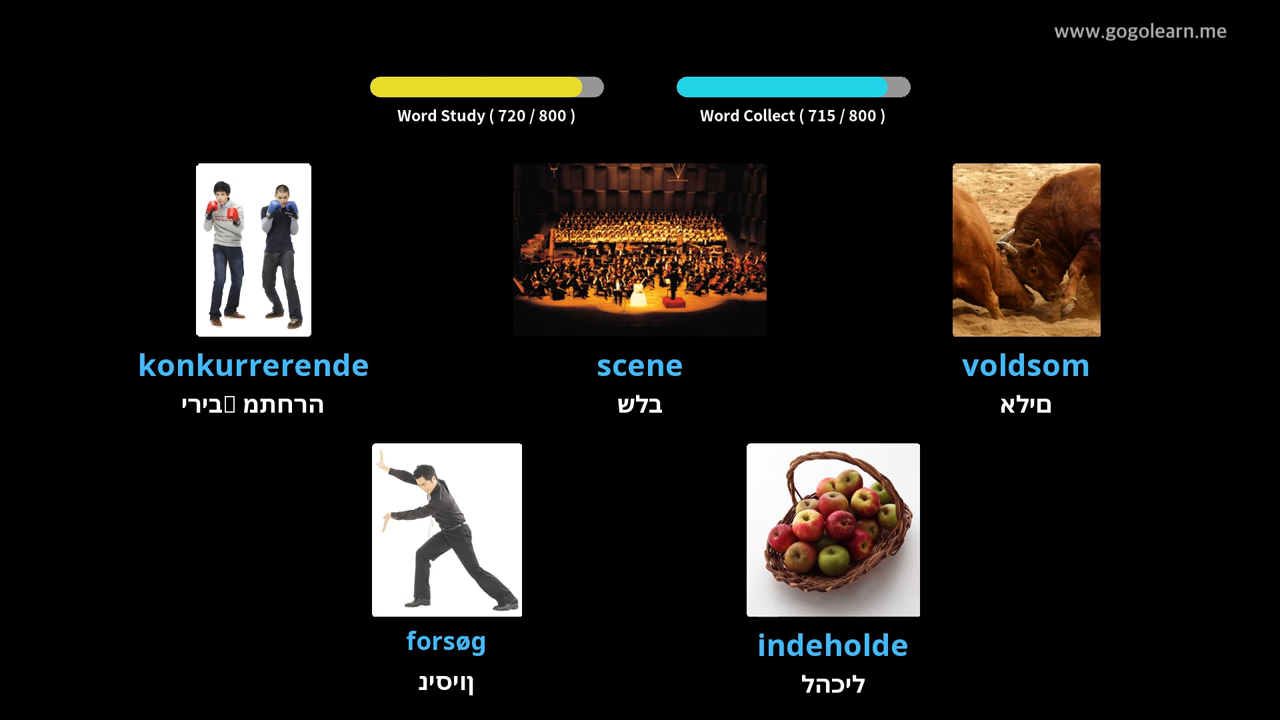 www.gogolearn.me
Word Study ( 720 / 800 )
Word Collect ( 715 / 800 )
konkurrerende
יריב מתחרה
scene
שלב
voldsom
אלים
forsøg
ניסיון
indeholde
להכיל